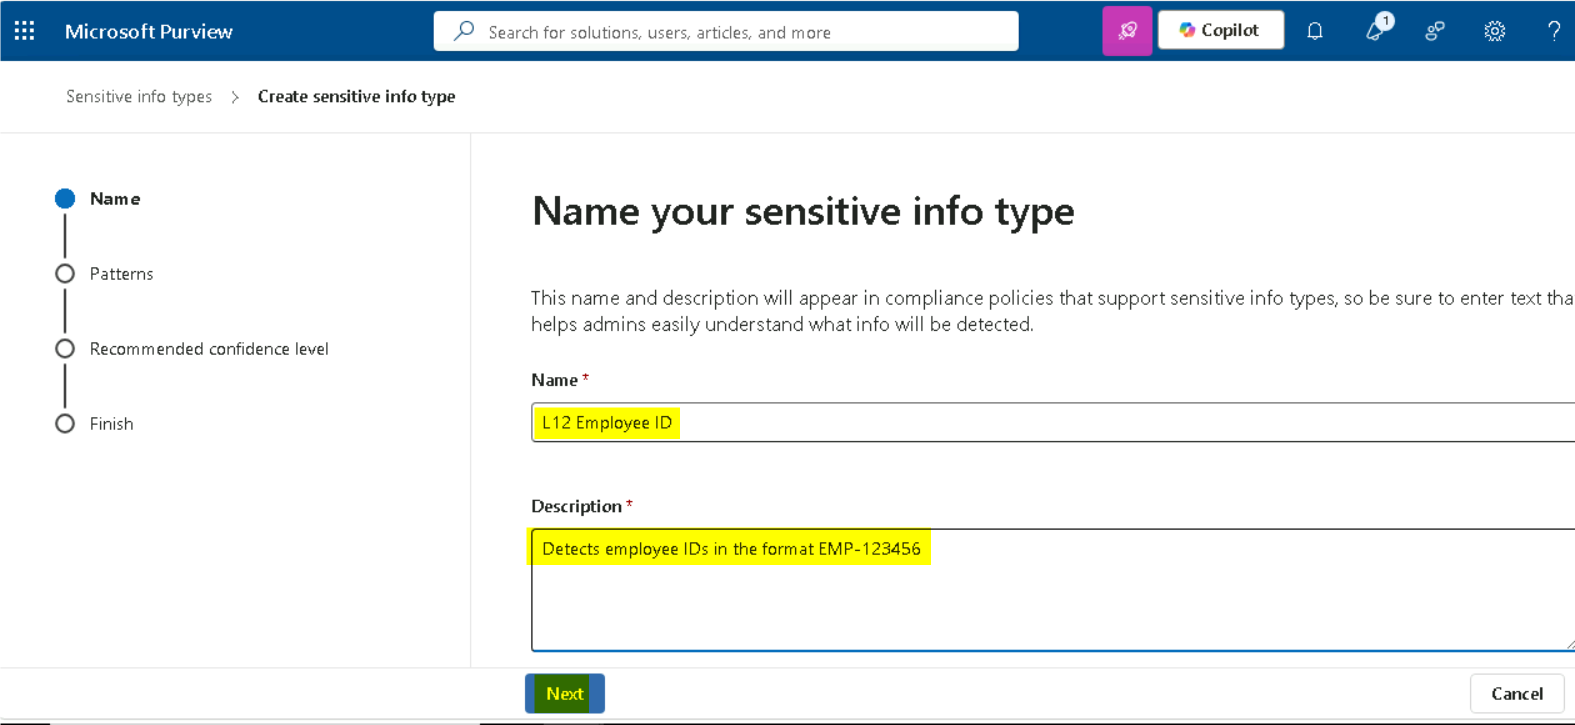 Microsoft Purview
Search for solutions, users, articles, and more
Copilot
1
Sensitive info types > Create sensitive info type
Name
Patterns
Recommended confidence level
Finish
Name your sensitive info type
This name and description will appear in compliance policies that support sensitive info types, so be sure to enter text tha
helps admins easily understand what info will be detected.
Name *
L12 Employee ID
Description *
Detects employee IDs in the format EMP-123456
Next
Cancel